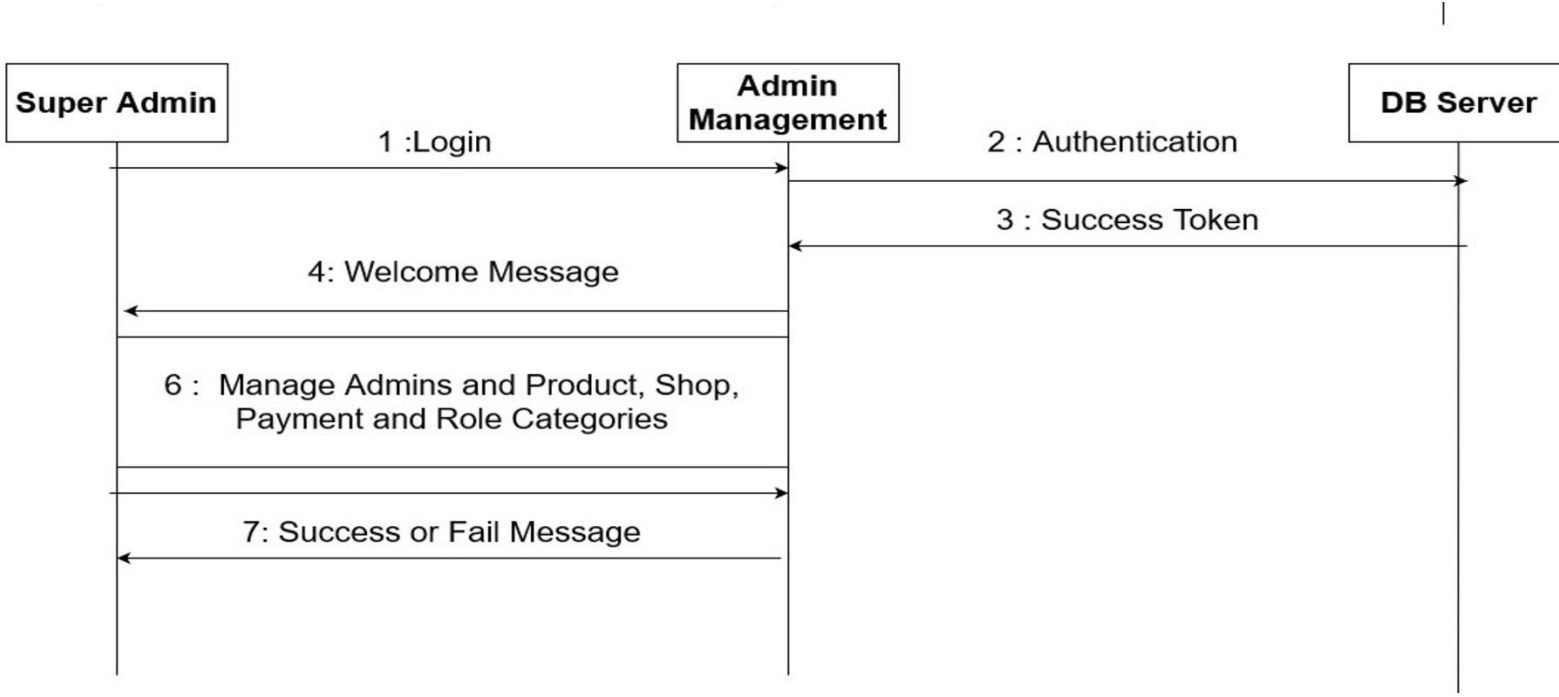 Super Admin
Admin
Management
DB Server
1 :Login
2 : Authentication
3 : Success Token
4: Welcome Message
6 :  Manage Admins and Product, Shop,
Payment and Role Categories
7: Success or Fail Message